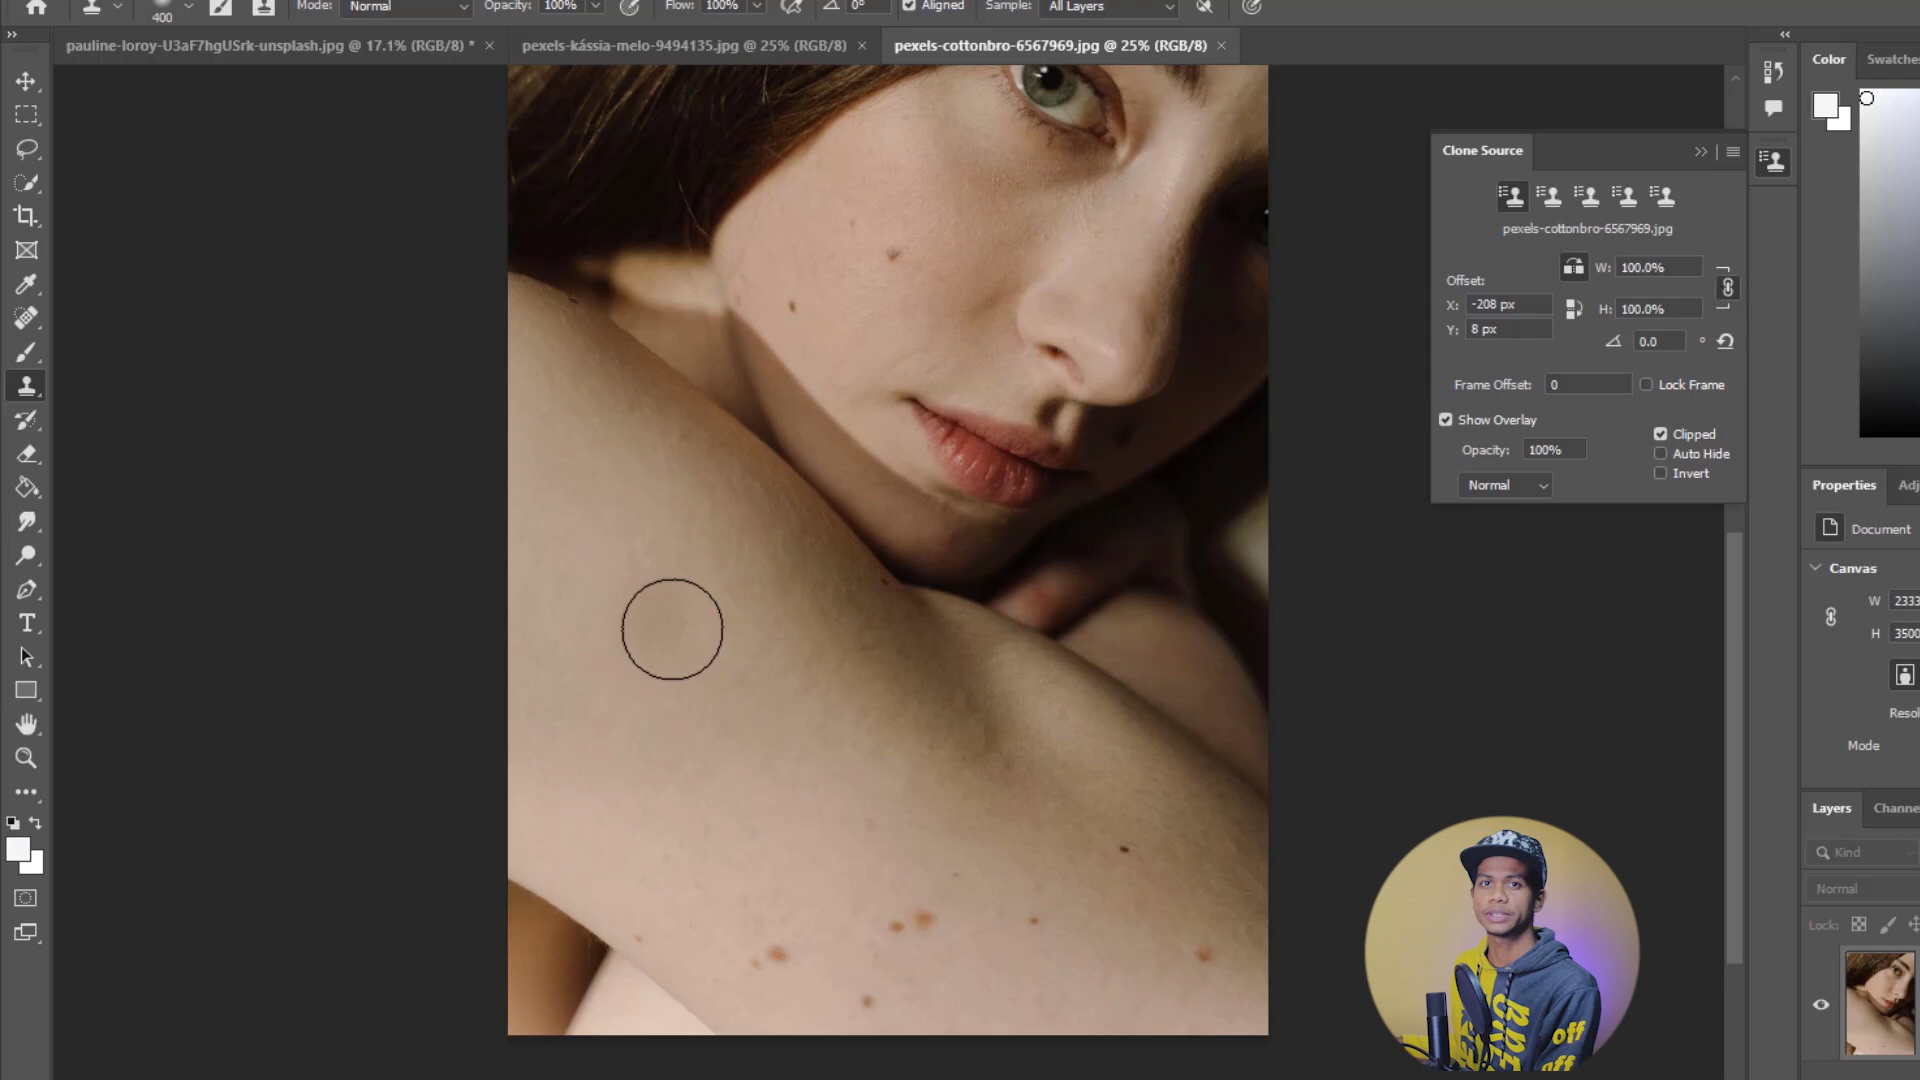 400
Mode: Normal
Opacity: 100%
Flow: 100%
0°
Aligned
Sample: All Layers
pauline-loroy-U3aF7hgUSrk-unsplash.jpg @ 17.1% (RGB/8) *
pexels-kássia-melo-9494135.jpg @ 25% (RGB/8)
pexels-cottonbro-6567969.jpg @ 25% (RGB/8)
Color
Swatches
Clone Source
pexels-cottonbro-6567969.jpg
Offset:
W: 100.0%
X: -208 px
H: 100.0%
Y: 8 px
0.0 °
Frame Offset: 0
Lock Frame
Show Overlay
Clipped
Opacity: 100%
Auto Hide
Invert
Normal
Properties
Adj
Document
Canvas
W 2333
H 3500
Resol
Mode
Layers
Channe
Kind
Normal
Lock:
off
off